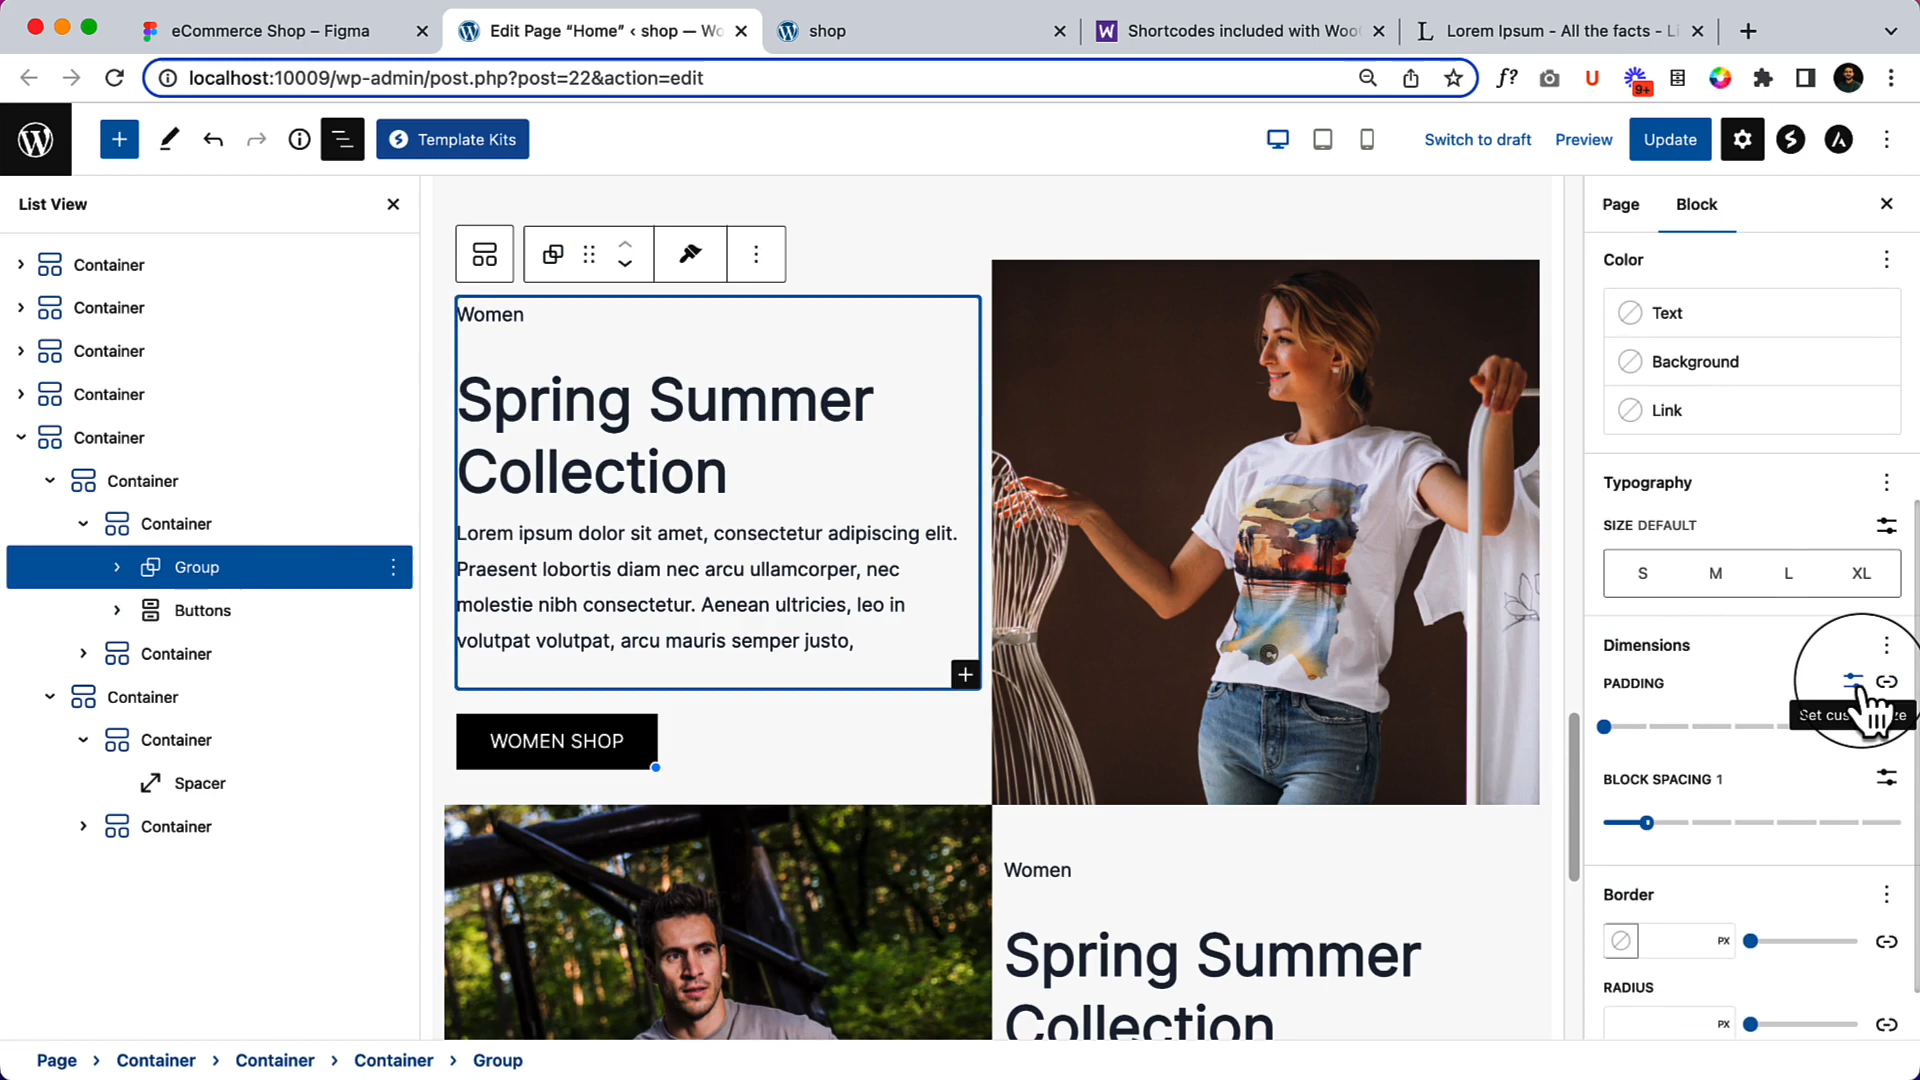 eCommerce Shop – Figma
Edit Page “Home” ‹ shop — Wo
shop
Shortcodes included with Woo
Lorem Ipsum - All the facts - Li
localhost:10009/wp-admin/post.php?post=22&action=edit
f?
U
9+
Template Kits
Switch to draft
Preview
Update
List View
Container
Container
Container
Container
Container
Container
Container
Group
Buttons
Container
Container
Container
Spacer
Container
Women
Spring Summer
Collection
Lorem ipsum dolor sit amet, consectetur adipiscing elit.
Praesent lobortis diam nec arcu ullamcorper, nec
molestie nibh consectetur. Aenean ultricies, leo in
volutpat volutpat, arcu mauris semper justo,
WOMEN SHOP
Women
Spring Summer
Collection
Page
Block
Color
Text
Background
Link
Typography
SIZE DEFAULT
S M L XL
Dimensions
PADDING
BLOCK SPACING 1
Border
PX
RADIUS
PX
Page > Container > Container > Container > Group